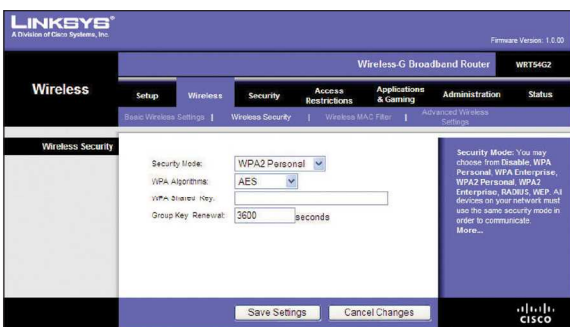 LINKSYS®
A Division of Cisco Systems, Inc.
Firmware Version: 1.0.00
Wireless-G Broadband Router
WRT54G2
Wireless
Setup
Wireless
Security
Access Restrictions
Applications & Gaming
Administration
Status
Basic Wireless Settings |
Wireless Security |
Wireless MAC Filter |
Advanced Wireless Settings
Wireless Security
Security Mode: WPA2 Personal
WPA Algorithms: AES
WPA Shared Key:
Group Key Renewal: 3600 seconds
Security Mode: You may
choose from Disable, WPA
Personal, WPA Enterprise,
WPA2 Personal, WPA2
Enterprise, RADIUS, WEP. All
devices on your network must
use the same security mode in
order to communicate.
More...
Save Settings
Cancel Changes
CISCO